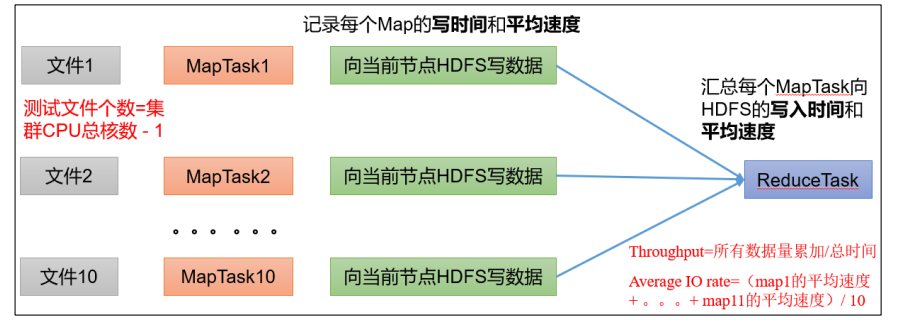 记录每个Map的写时间和平均速度
文件1
MapTask1
向当前节点HDFS写数据
测试文件个数=集
群CPU总核数 - 1
汇总每个MapTask向
HDFS的写入时间和
平均速度
文件2
MapTask2
向当前节点HDFS写数据
ReduceTask
。。。。。。
文件10
MapTask10
向当前节点HDFS写数据
Throughput=所有数据量累加/总时间
Average IO rate=（map1的平均速度
+ 。。。+ map11的平均速度）/ 10